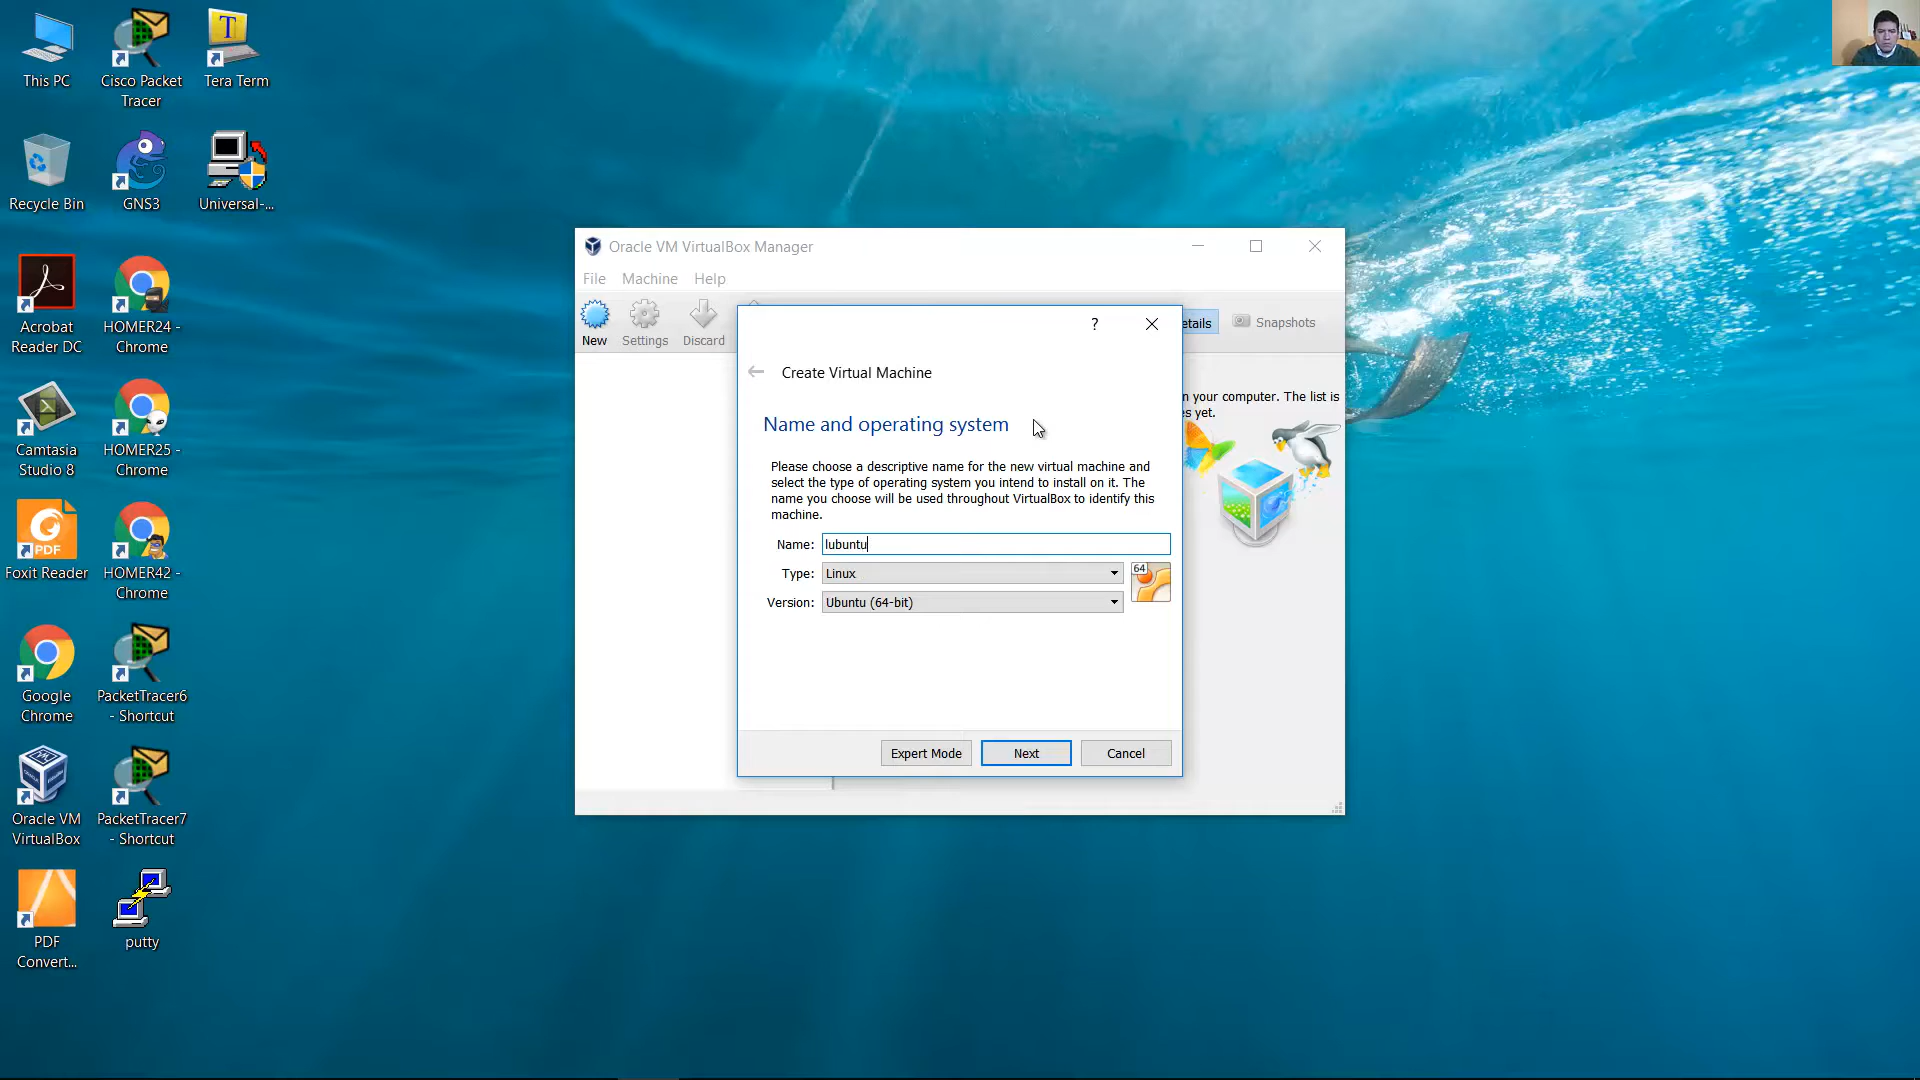 This PC
Cisco Packet
Tracer
Tera Term
Recycle Bin
GNS3
Universal-...
Acrobat
Reader DC
HOMER24 -
Chrome
Camtasia
Studio 8
HOMER25 -
Chrome
Foxit Reader
HOMER42 -
Chrome
Google
Chrome
PacketTracer6
- Shortcut
Oracle VM
VirtualBox
PacketTracer7
- Shortcut
PDF
Convert...
putty
T
PDF
Oracle VM VirtualBox Manager
File Machine Help
New Settings Discard
etails Snapshots
n your computer. The list is
es yet.
?
Create Virtual Machine
Name and operating system
Please choose a descriptive name for the new virtual machine and
select the type of operating system you intend to install on it. The
name you choose will be used throughout VirtualBox to identify this
machine.
Name: lubuntu
Type: Linux
64
Version: Ubuntu (64-bit)
Expert Mode Next Cancel